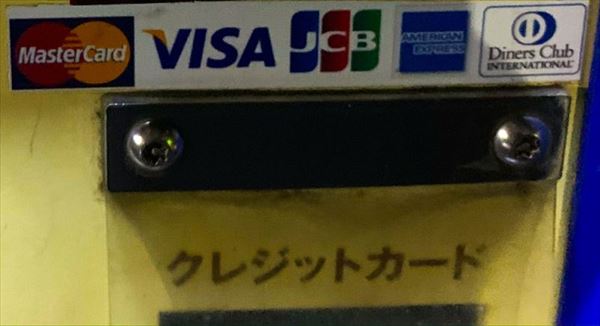 MasterCard VISA JCB AMERICAN EXPRESS Diners Club INTERNATIONAL
クレジットカード